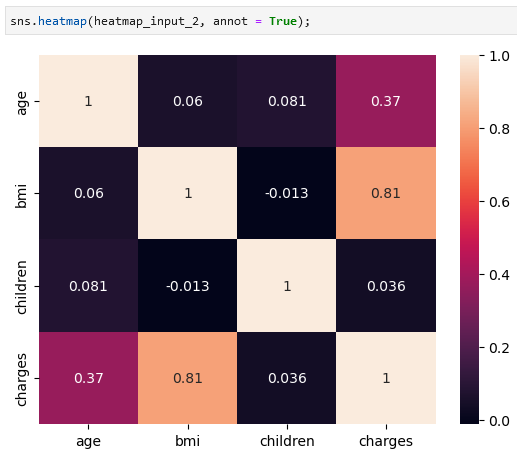 sns.heatmap(heatmap_input_2, annot = True);
1.0
age 1 0.06 0.081 0.37
0.8
bmi 0.06 1 -0.013 0.81
0.6
0.4
children 0.081 -0.013 1 0.036
0.2
charges 0.37 0.81 0.036 1
0.0
age bmi children charges